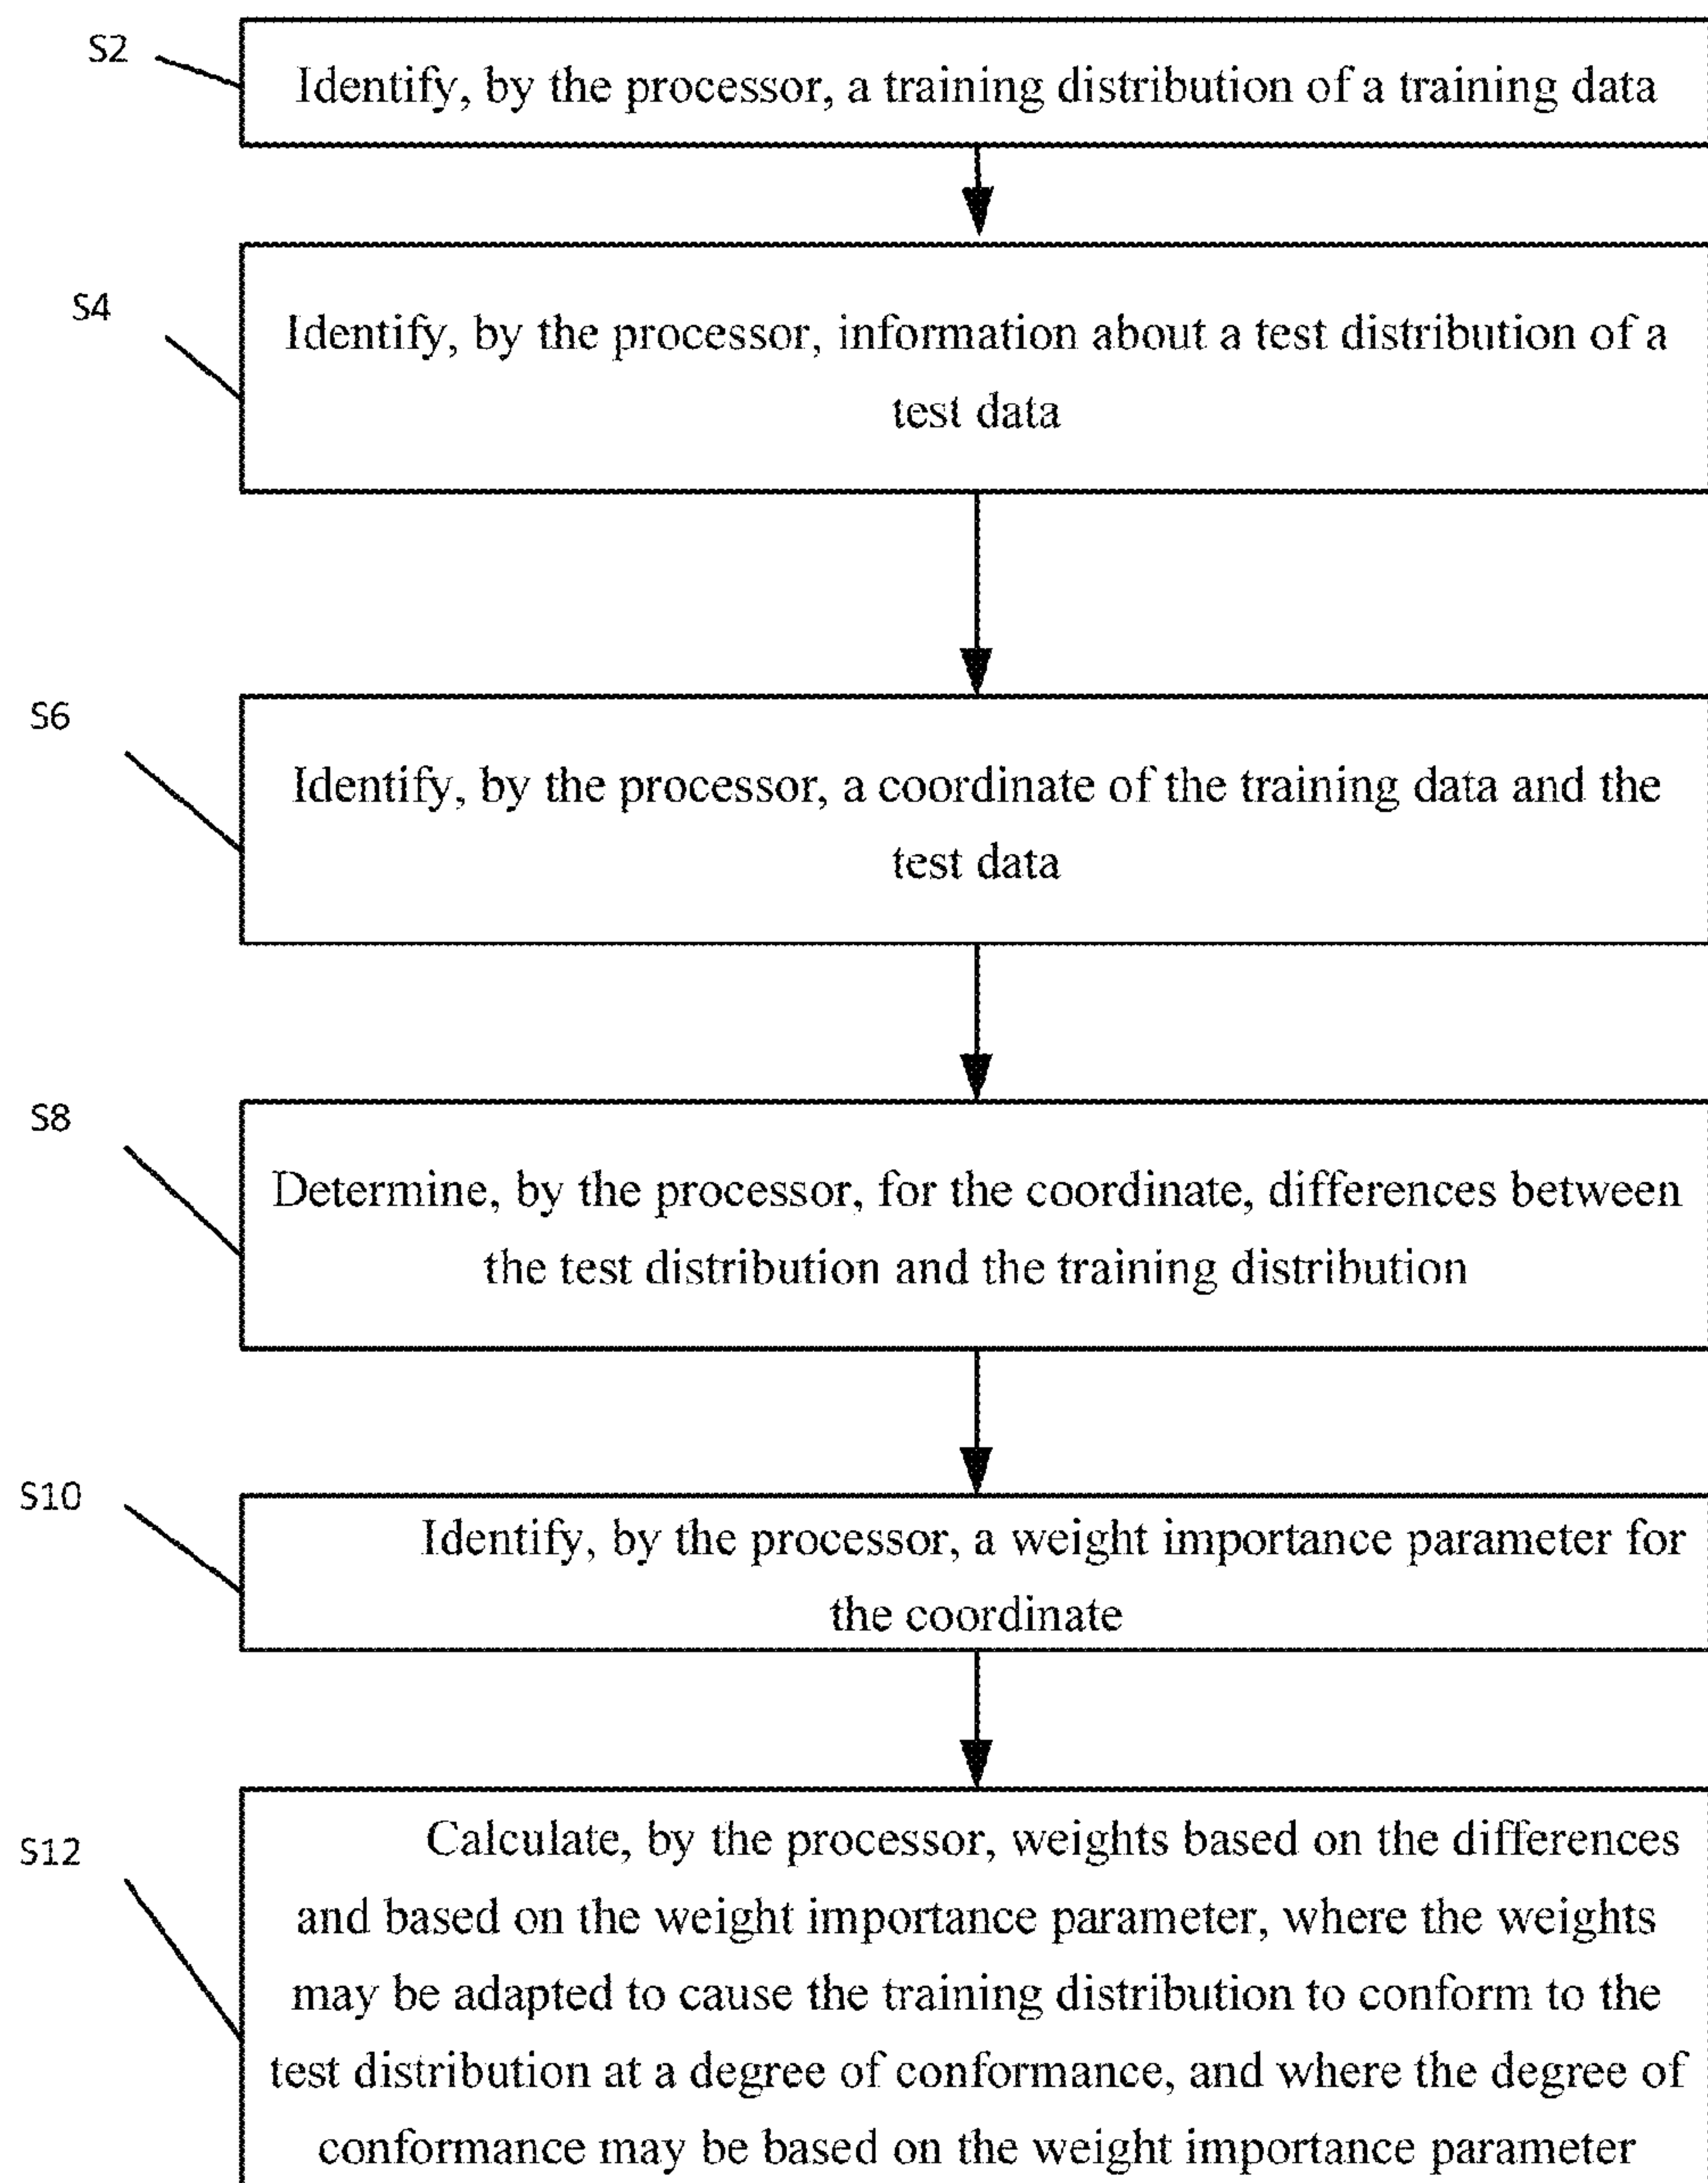 S2
Identify, by the processor, a training distribution of a training data
S4
Identify, by the processor, information about a test distribution of a
test data
S6
Identify, by the processor, a coordinate of the training data and the
test data
S8
Determine, by the processor, for the coordinate, differences between
the test distribution and the training distribution
S10
Identify, by the processor, a weight importance parameter for
the coordinate
S12
Calculate, by the processor, weights based on the differences
and based on the weight importance parameter, where the weights
may be adapted to cause the training distribution to conform to the
test distribution at a degree of conformance, and where the degree of
conformance may be based on the weight importance parameter